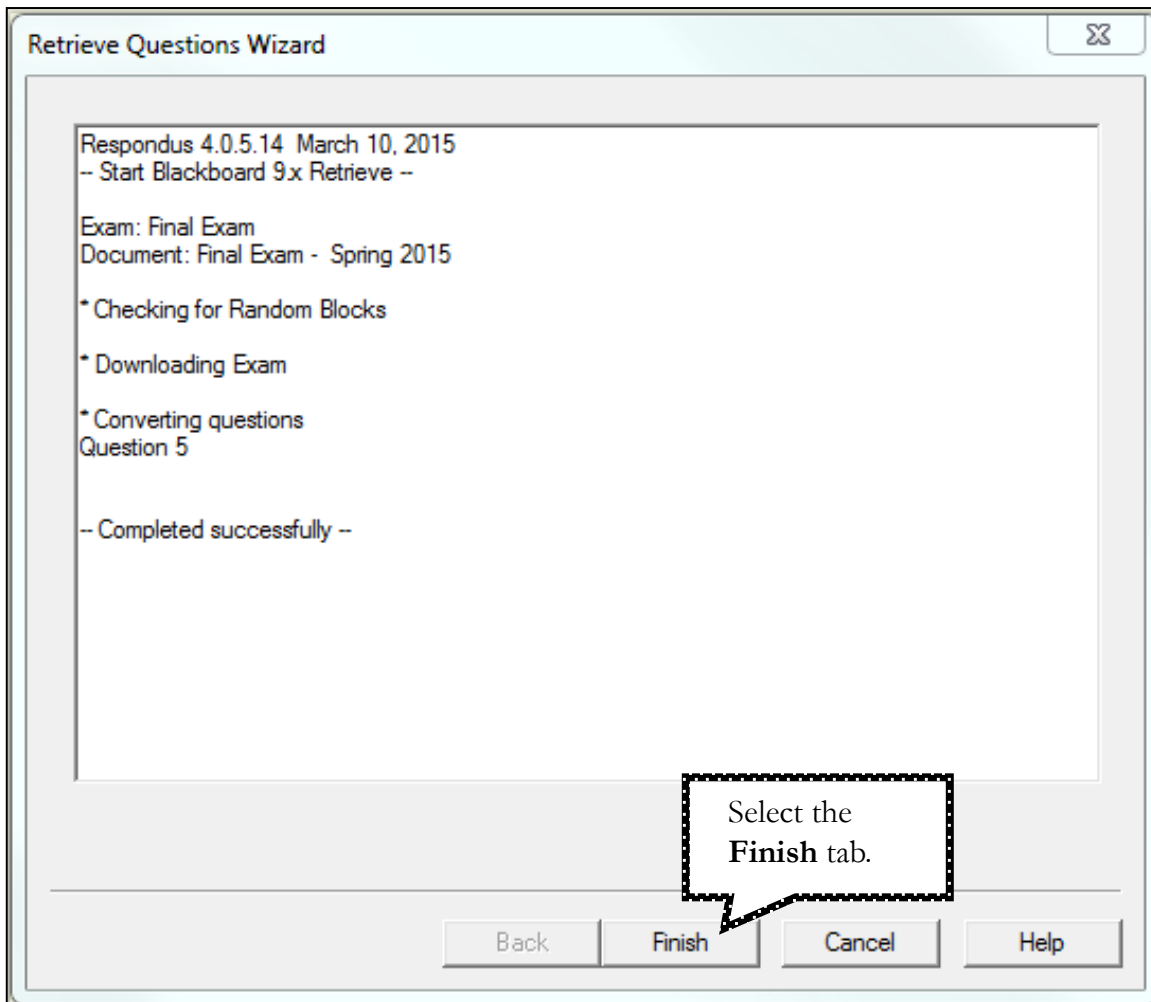 Retrieve Questions Wizard
Respondus 4.0.5.14 March 10, 2015
-- Start Blackboard 9.x Retrieve --
Exam: Final Exam
Document: Final Exam - Spring 2015
* Checking for Random Blocks
* Downloading Exam
* Converting questions
Question 5
-- Completed successfully --
Select the
Finish tab.
Back Finish Cancel Help